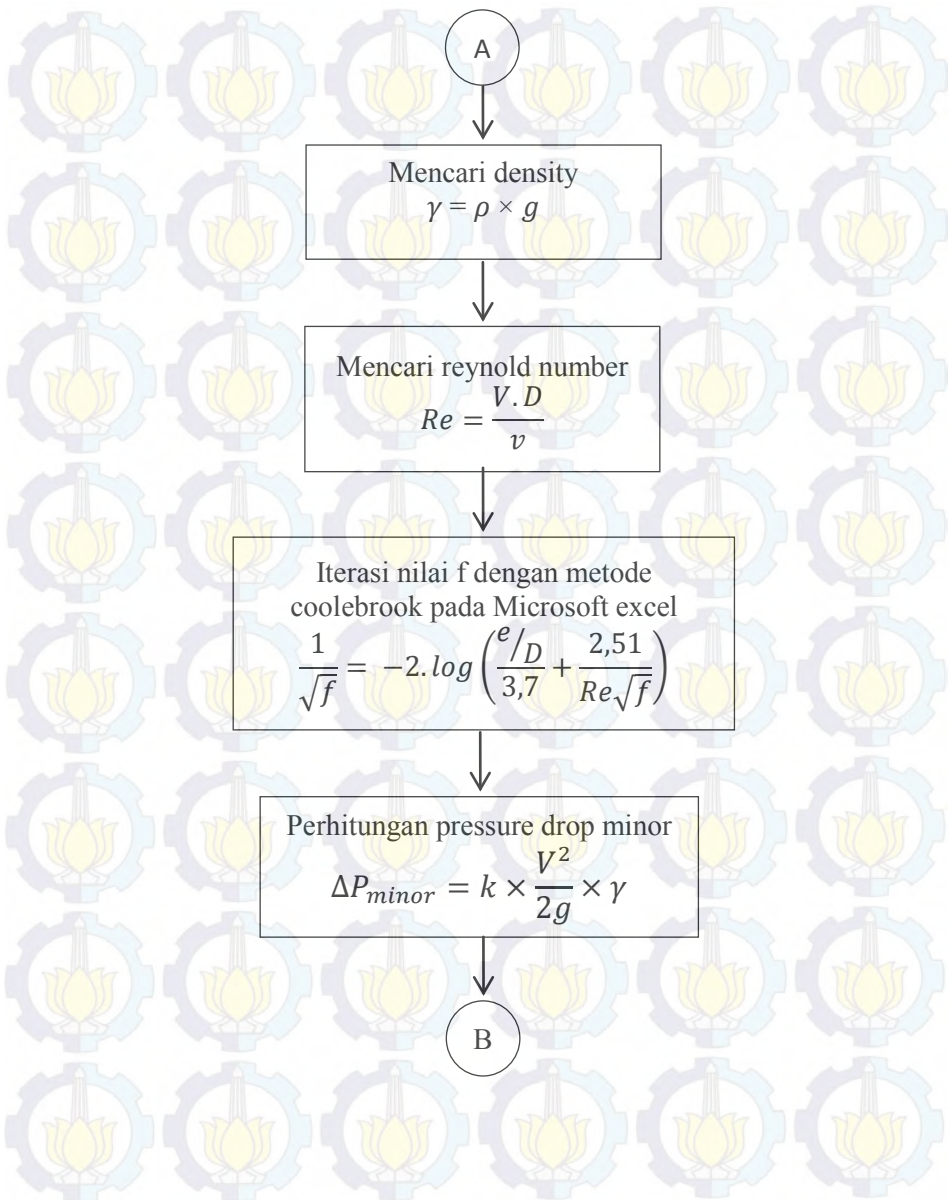 A
Mencari density
γ = ρ × g
Mencari reynold number
Re = V.D / v
Iterasi nilai f dengan metode
coolebrook pada Microsoft excel
1/√f = −2.log((e/D)/3,7 + 2,51/(Re√f))
Perhitungan pressure drop minor
ΔP_minor = k × V²/2g × γ
B